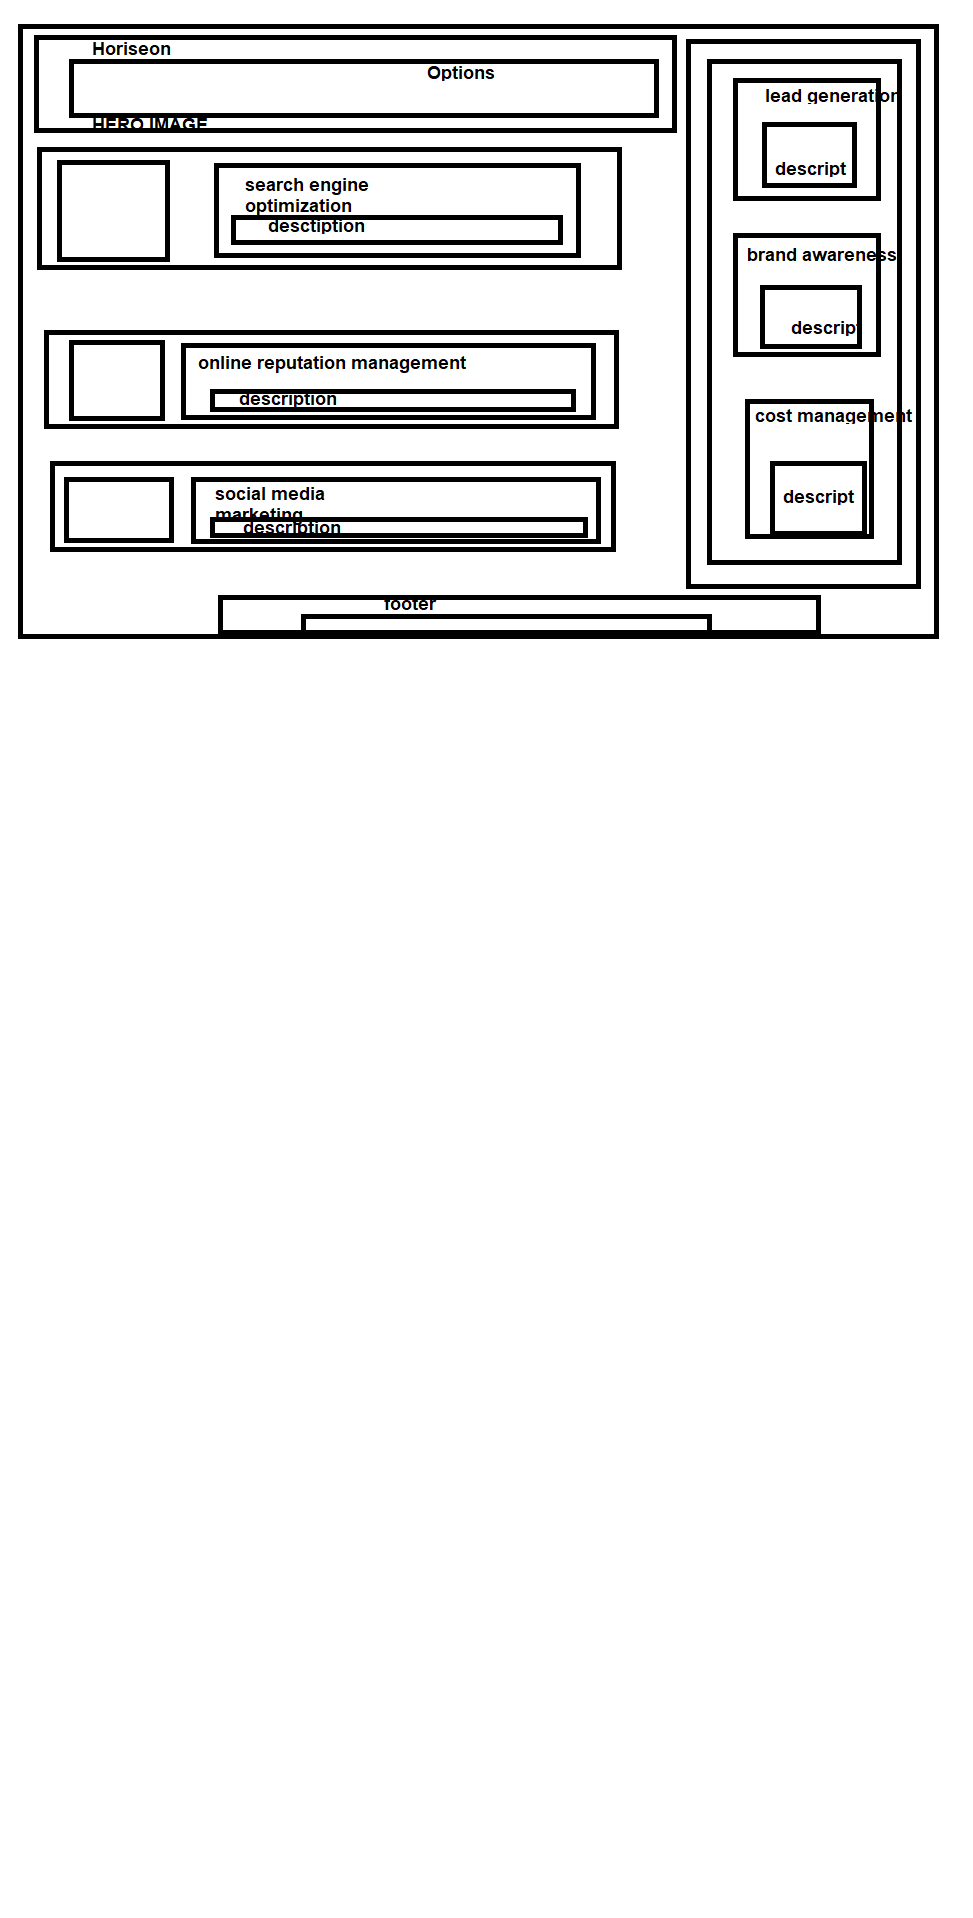 Horiseon
Options
HERO IMAGE
search engine
optimization
desctiption
online reputation management
description
social media
marketing
description
lead generation
descript
brand awareness
descript
cost management
descript
footer